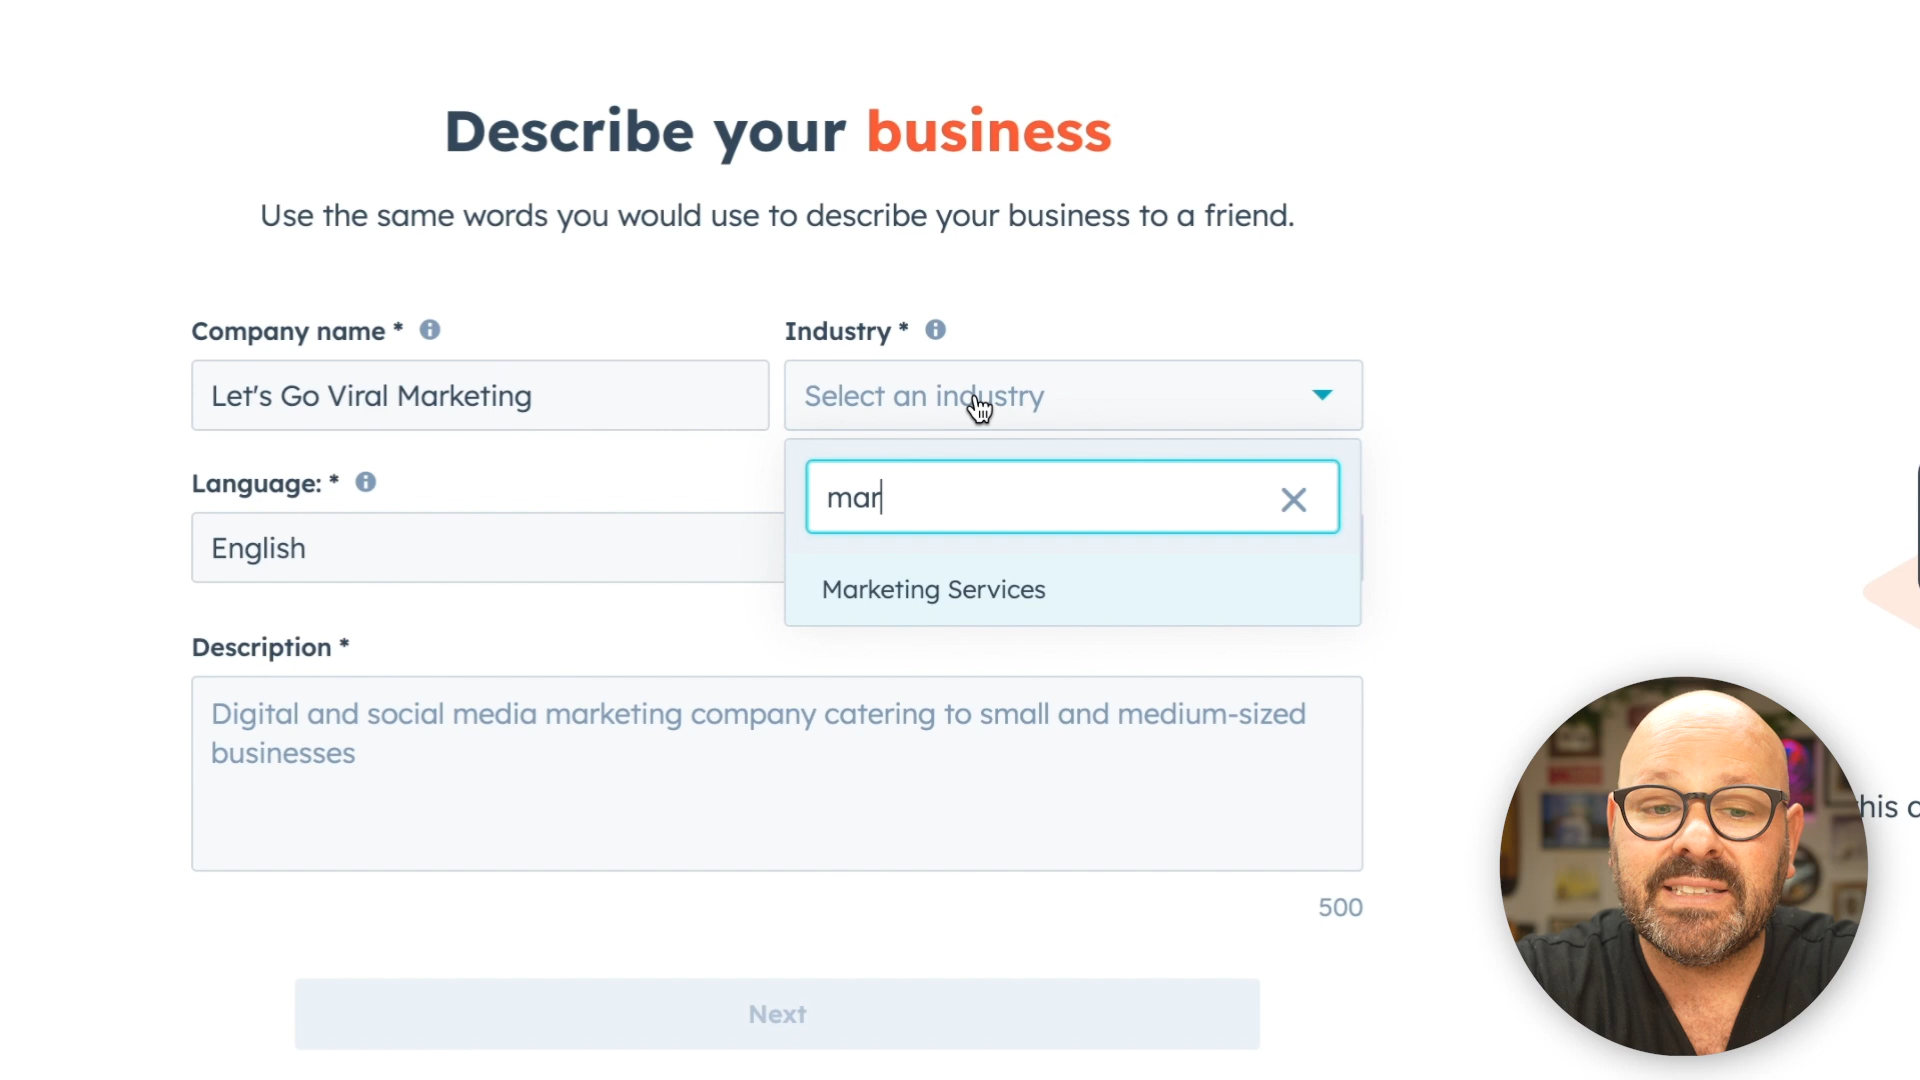 Describe your business
Use the same words you would use to describe your business to a friend.
Company name *
Industry *
Let's Go Viral Marketing
Select an industry
Language: *
mar
English
Marketing Services
Description *
Digital and social media marketing company catering to small and medium-sized
businesses
his
500
Next